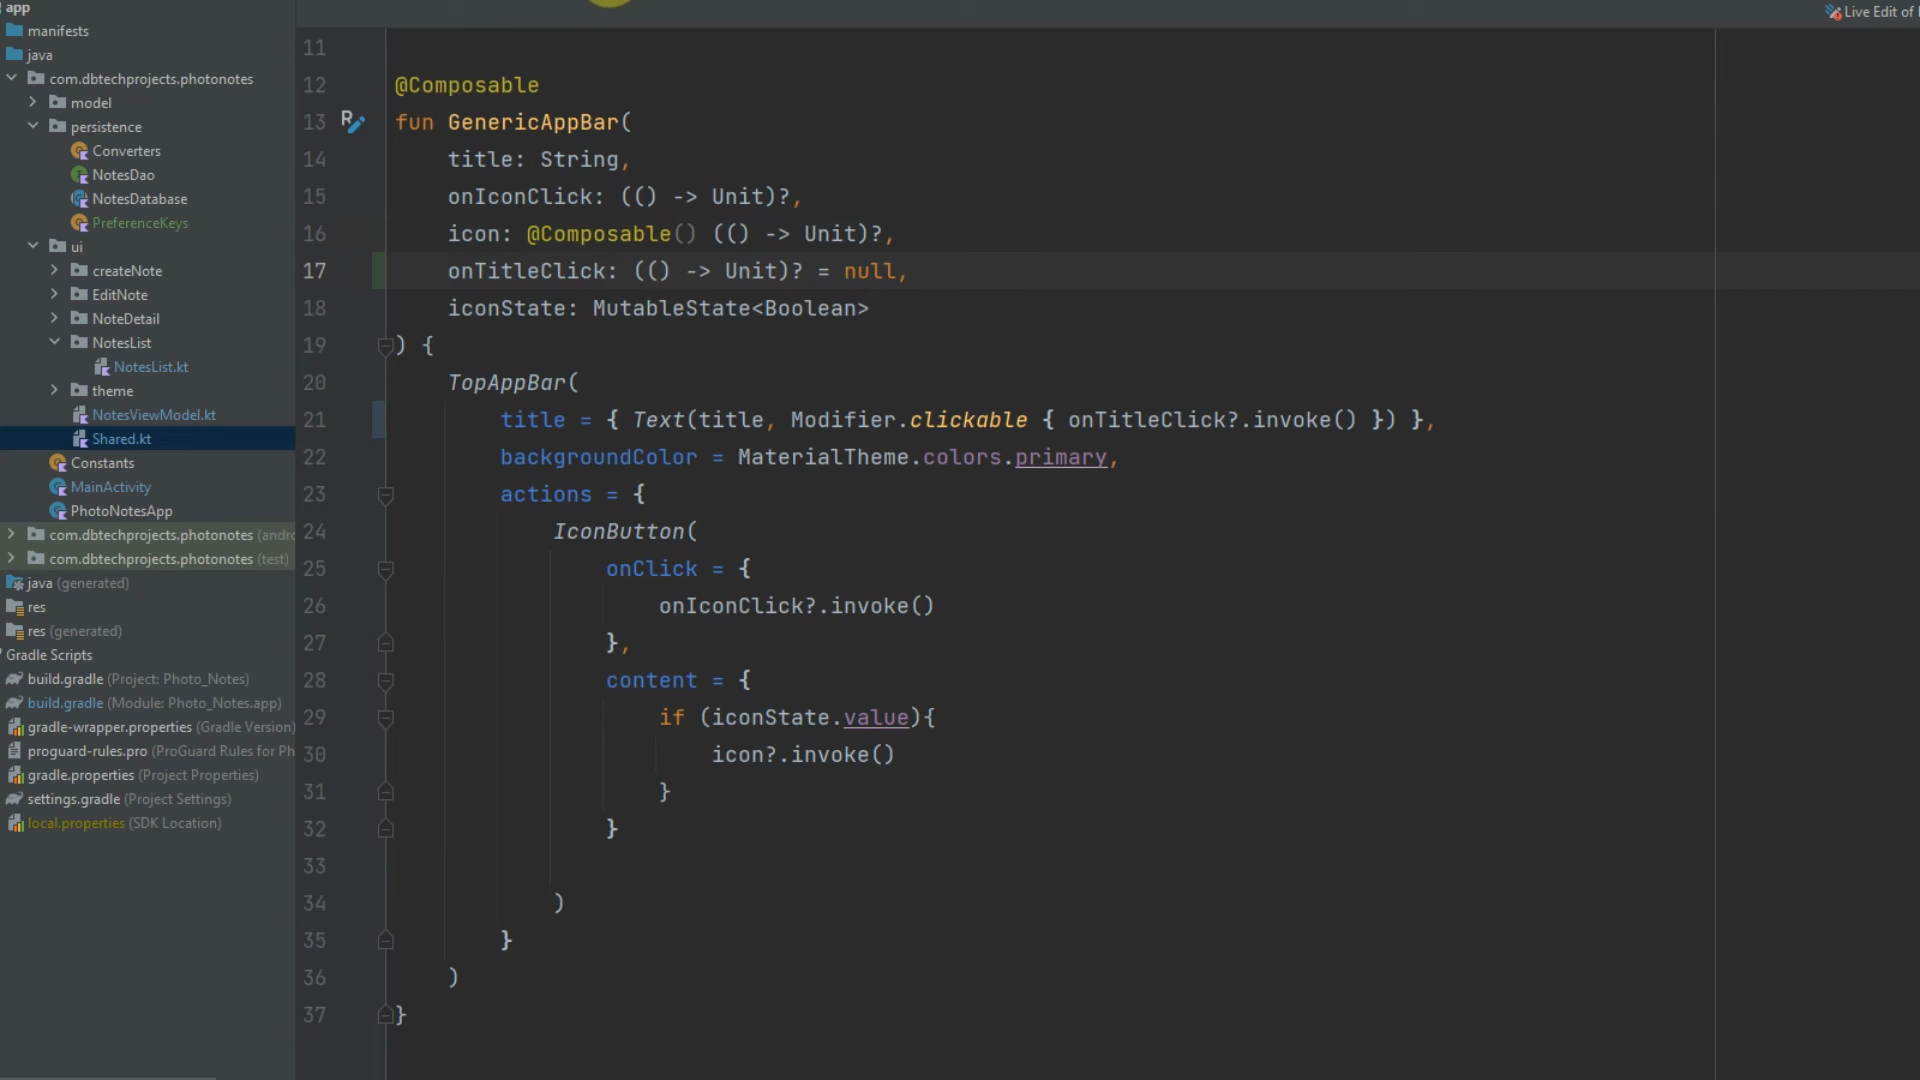 app
manifests
java
com.dbtechprojects.photonotes
model
persistence
Converters
NotesDao
NotesDatabase
PreferenceKeys
ui
createNote
EditNote
NoteDetail
NotesList
NotesList.kt
theme
NotesViewModel.kt
Shared.kt
Constants
MainActivity
PhotoNotesApp
com.dbtechprojects.photonotes (andro
com.dbtechprojects.photonotes (test)
java (generated)
res
res (generated)
Gradle Scripts
build.gradle (Project: Photo_Notes)
build.gradle (Module: Photo_Notes.app)
gradle-wrapper.properties (Gradle Version)
proguard-rules.pro (ProGuard Rules for Ph
gradle.properties (Project Properties)
settings.gradle (Project Settings)
local.properties (SDK Location)
Live Edit of
11
12 @Composable
13 fun GenericAppBar(
14 title: String,
15 onIconClick: (() -> Unit)?,
16 icon: @Composable() (() -> Unit)?,
17 onTitleClick: (() -> Unit)? = null,
18 iconState: MutableState<Boolean>
19 ) {
20 TopAppBar(
21 title = { Text(title, Modifier.clickable { onTitleClick?.invoke() }) },
22 backgroundColor = MaterialTheme.colors.primary,
23 actions = {
24 IconButton(
25 onClick = {
26 onIconClick?.invoke()
27 },
28 content = {
29 if (iconState.value){
30 icon?.invoke()
31 }
32 }
33
34 )
35 }
36 )
37 }